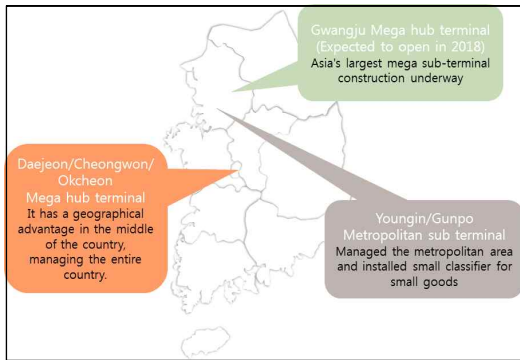 Gwangju Mega hub terminal
(Expected to open in 2018)
Asia's largest mega sub-terminal
construction underway
Daejeon/Cheongwon/
Okcheon
Mega hub terminal
It has a geographical
advantage in the middle
of the country,
managing the entire
country.
Youngin/Gunpo
Metropolitan sub terminal
Managed the metropolitan area
and installed small classifier for
small goods